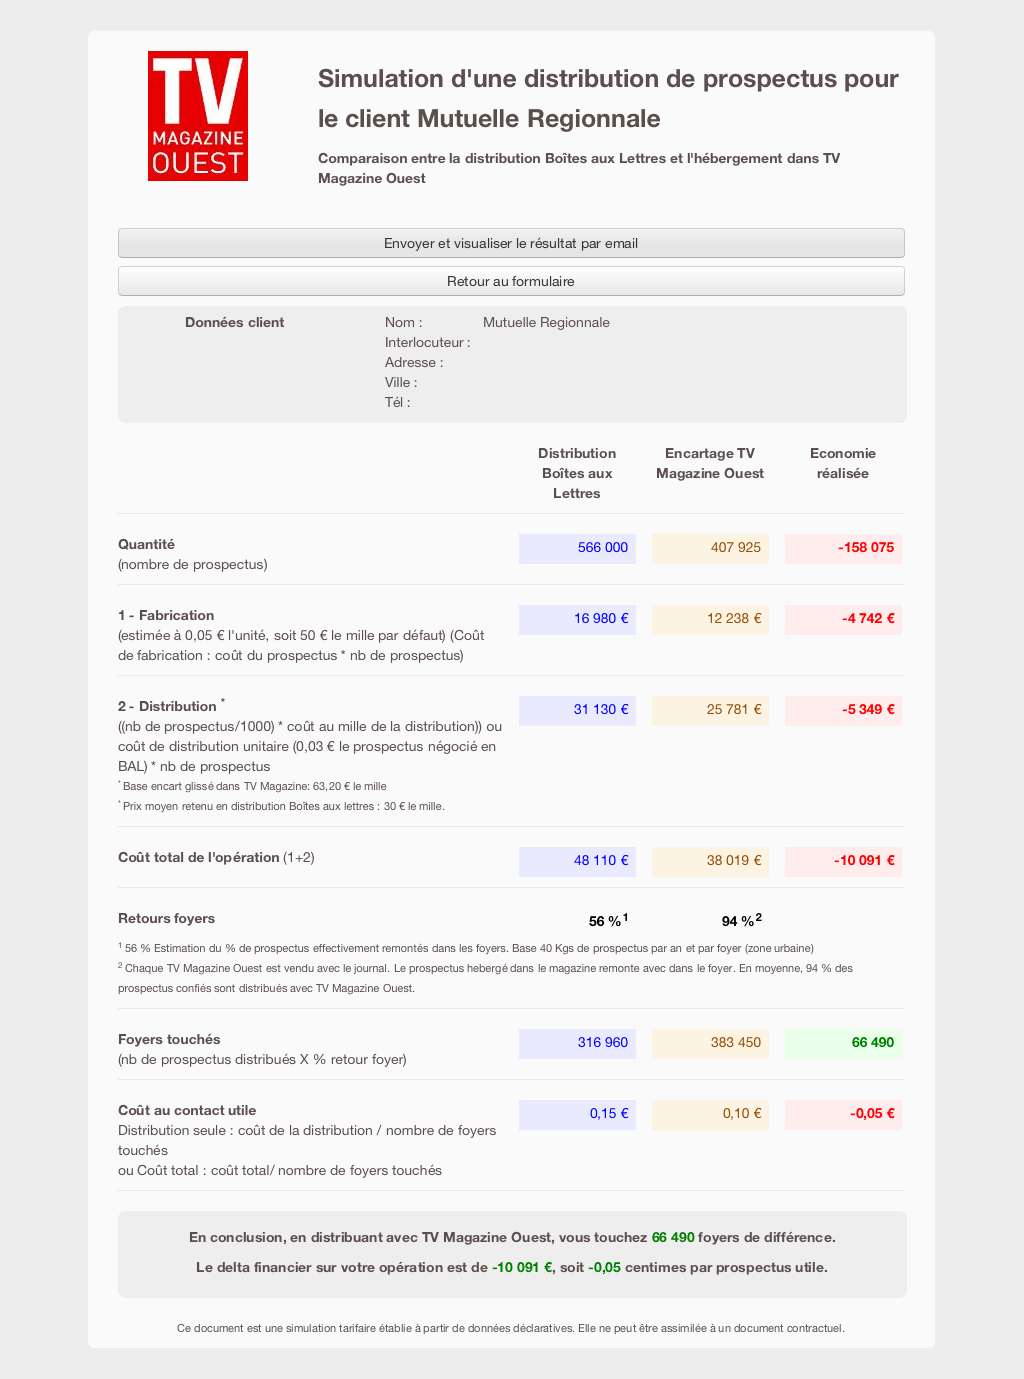 TV
MAGAZINE
OUEST
Simulation d'une distribution de prospectus pour
le client Mutuelle Regionnale
Comparaison entre la distribution Boîtes aux Lettres et l'hébergement dans TV
Magazine Ouest
Envoyer et visualiser le résultat par email
Retour au formulaire
Données client
Nom : Mutuelle Regionnale
Interlocuteur :
Adresse :
Ville :
Tél :
Distribution Encartage TV Economie
Boîtes aux Magazine Ouest réalisée
Lettres
Quantité 566 000 407 925 -158 075
(nombre de prospectus)
1 - Fabrication 16 980 € 12 238 € -4 742 €
(estimée à 0,05 € l'unité, soit 50 € le mille par défaut) (Coût
de fabrication : coût du prospectus * nb de prospectus)
2 - Distribution * 31 130 € 25 781 € -5 349 €
((nb de prospectus/1000) * coût au mille de la distribution)) ou
coût de distribution unitaire (0,03 € le prospectus négocié en
BAL) * nb de prospectus
* Base encart glissé dans TV Magazine: 63,20 € le mille
* Prix moyen retenu en distribution Boîtes aux lettres : 30 € le mille.
Coût total de l'opération (1+2) 48 110 € 38 019 € -10 091 €
Retours foyers 56 %1 94 %2
1 56 % Estimation du % de prospectus effectivement remontés dans les foyers. Base 40 Kgs de prospectus par an et par foyer (zone urbaine)
2 Chaque TV Magazine Ouest est vendu avec le journal. Le prospectus hebergé dans le magazine remonte avec dans le foyer. En moyenne, 94 % des
prospectus confiés sont distribués avec TV Magazine Ouest.
Foyers touchés 316 960 383 450 66 490
(nb de prospectus distribués X % retour foyer)
Coût au contact utile 0,15 € 0,10 € -0,05 €
Distribution seule : coût de la distribution / nombre de foyers
touchés
ou Coût total : coût total/ nombre de foyers touchés
En conclusion, en distribuant avec TV Magazine Ouest, vous touchez 66 490 foyers de différence.
Le delta financier sur votre opération est de -10 091 €, soit -0,05 centimes par prospectus utile.
Ce document est une simulation tarifaire établie à partir de données déclaratives. Elle ne peut être assimilée à un document contractuel.